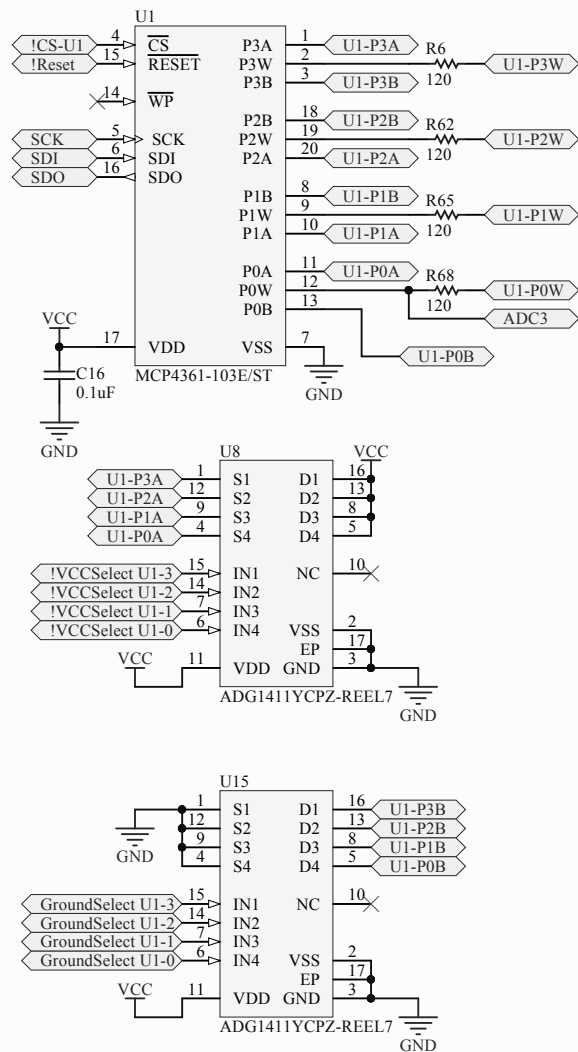 U1
!CS-U1 4 CS P3A 1 U1-P3A
!Reset 15 RESET P3W 2 R6 120 U1-P3W
P3B 3 U1-P3B
14 WP
P2B 18 U1-P2B
SCK 5 SCK P2W 19 R62 120 U1-P2W
SDI 6 SDI P2A 20 U1-P2A
SDO 16 SDO
P1B 8 U1-P1B
P1W 9 R65 120 U1-P1W
P1A 10 U1-P1A
P0A 11 U1-P0A
P0W 12 R68 120 U1-P0W
P0B 13 ADC3
VCC 17 VDD VSS 7 U1-P0B
C16 MCP4361-103E/ST GND
0.1uF
GND
U8 VCC
U1-P3A 1 S1 D1 16
U1-P2A 12 S2 D2 13
U1-P1A 9 S3 D3 8
U1-P0A 4 S4 D4 5
!VCCSelect U1-3 15 IN1 NC 10
!VCCSelect U1-2 14 IN2
!VCCSelect U1-1 7 IN3
!VCCSelect U1-0 6 IN4 VSS 2
EP 17
VCC 11 VDD GND 3
ADG1411YCPZ-REEL7 GND
U15
1 S1 D1 16 U1-P3B
12 S2 D2 13 U1-P2B
GND 9 S3 D3 8 U1-P1B
4 S4 D4 5 U1-P0B
GroundSelect U1-3 15 IN1 NC 10
GroundSelect U1-2 14 IN2
GroundSelect U1-1 7 IN3
GroundSelect U1-0 6 IN4 VSS 2
EP 17
VCC 11 VDD GND 3
ADG1411YCPZ-REEL7 GND